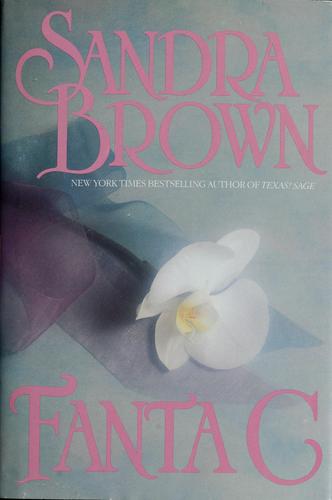 SANDRA
BROWN
NEW YORK TIMES BESTSELLING AUTHOR OF TEXAS! SAGE
FANTA C